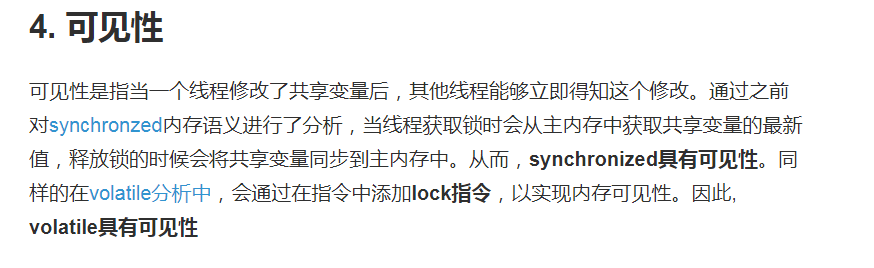 4. 可见性
可见性是指当一个线程修改了共享变量后，其他线程能够立即得知这个修改。通过之前
对synchronzed内存语义进行了分析，当线程获取锁时会从主内存中获取共享变量的最新
值，释放锁的时候会将共享变量同步到主内存中。从而，synchronized具有可见性。同
样的在volatile分析中，会通过在指令中添加lock指令，以实现内存可见性。因此,
volatile具有可见性